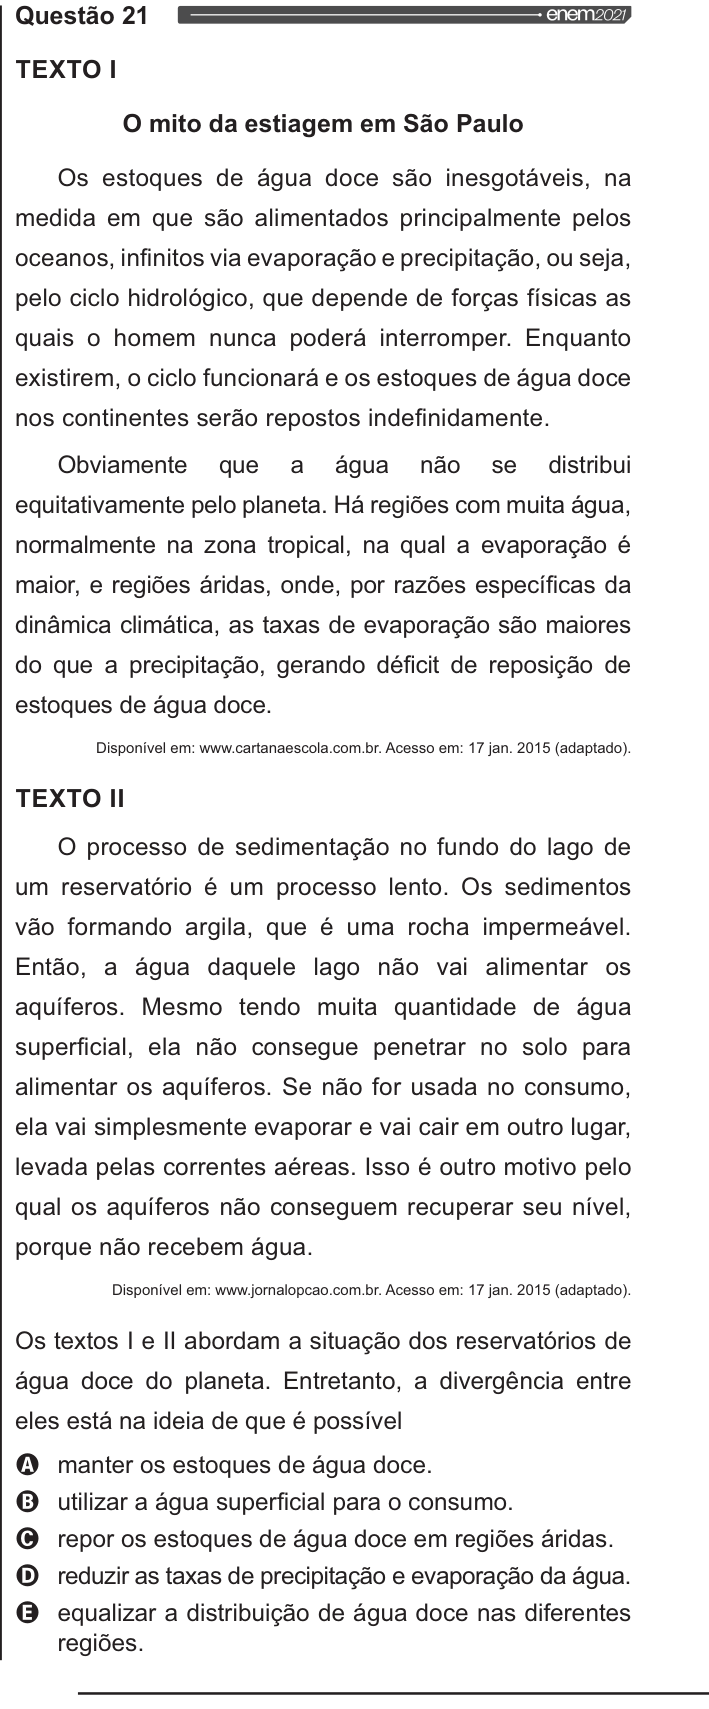 Questão 21 enem2021
TEXTO I
O mito da estiagem em São Paulo
Os estoques de água doce são inesgotáveis, na
medida em que são alimentados principalmente pelos
oceanos, infinitos via evaporação e precipitação, ou seja,
pelo ciclo hidrológico, que depende de forças físicas as
quais o homem nunca poderá interromper. Enquanto
existirem, o ciclo funcionará e os estoques de água doce
nos continentes serão repostos indefinidamente.
Obviamente que a água não se distribui
equitativamente pelo planeta. Há regiões com muita água,
normalmente na zona tropical, na qual a evaporação é
maior, e regiões áridas, onde, por razões específicas da
dinâmica climática, as taxas de evaporação são maiores
do que a precipitação, gerando déficit de reposição de
estoques de água doce.
Disponível em: www.cartanaescola.com.br. Acesso em: 17 jan. 2015 (adaptado).
TEXTO II
O processo de sedimentação no fundo do lago de
um reservatório é um processo lento. Os sedimentos
vão formando argila, que é uma rocha impermeável.
Então, a água daquele lago não vai alimentar os
aquíferos. Mesmo tendo muita quantidade de água
superficial, ela não consegue penetrar no solo para
alimentar os aquíferos. Se não for usada no consumo,
ela vai simplesmente evaporar e vai cair em outro lugar,
levada pelas correntes aéreas. Isso é outro motivo pelo
qual os aquíferos não conseguem recuperar seu nível,
porque não recebem água.
Disponível em: www.jornalopcao.com.br. Acesso em: 17 jan. 2015 (adaptado).
Os textos I e II abordam a situação dos reservatórios de
água doce do planeta. Entretanto, a divergência entre
eles está na ideia de que é possível
A manter os estoques de água doce.
B utilizar a água superficial para o consumo.
C repor os estoques de água doce em regiões áridas.
D reduzir as taxas de precipitação e evaporação da água.
E equalizar a distribuição de água doce nas diferentes
regiões.